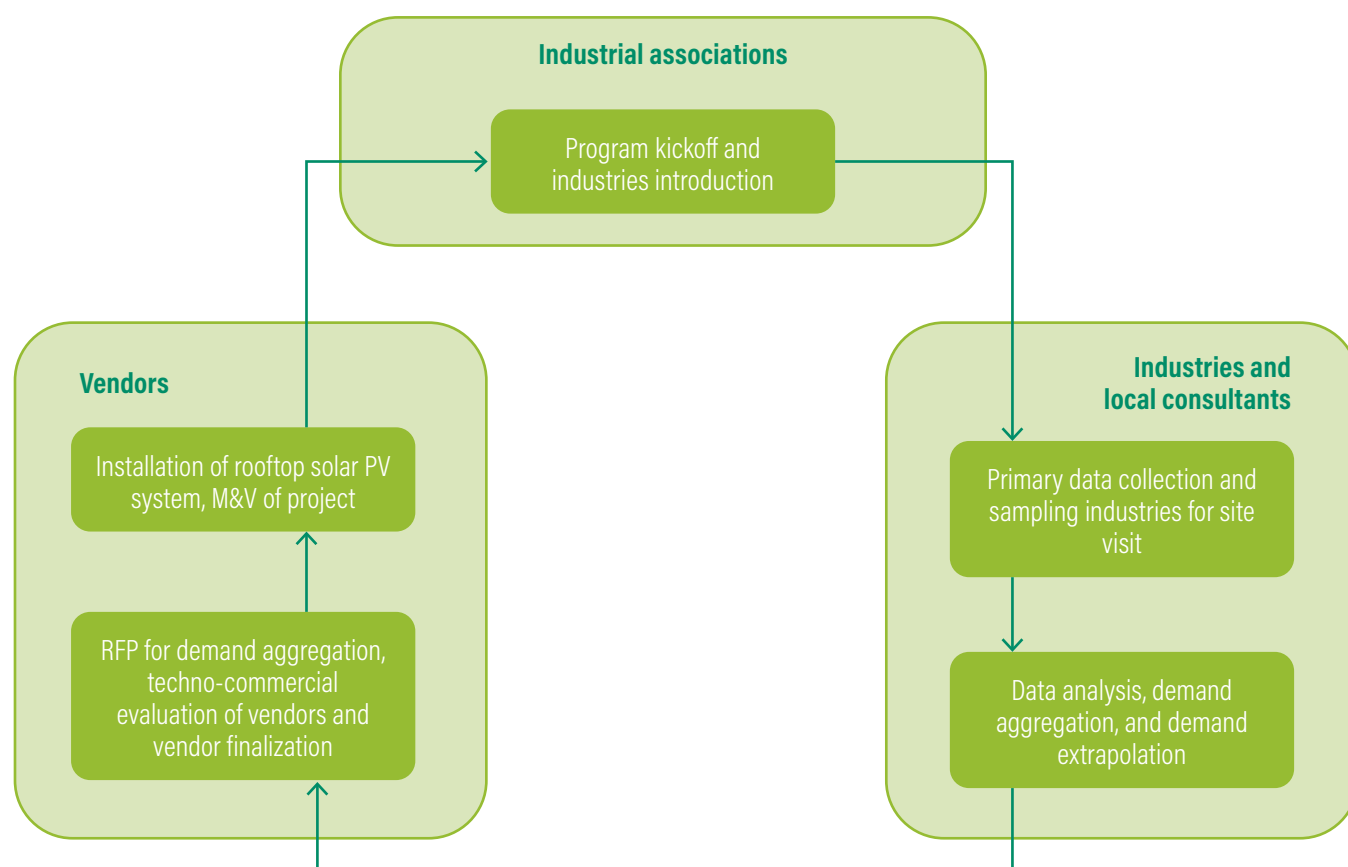 Industrial associations
Program kickoff and
industries introduction
Vendors
Installation of rooftop solar PV
system, M&V of project
RFP for demand aggregation,
techno-commercial
evaluation of vendors and
vendor finalization
Industries and
local consultants
Primary data collection and
sampling industries for site
visit
Data analysis, demand
aggregation, and demand
extrapolation